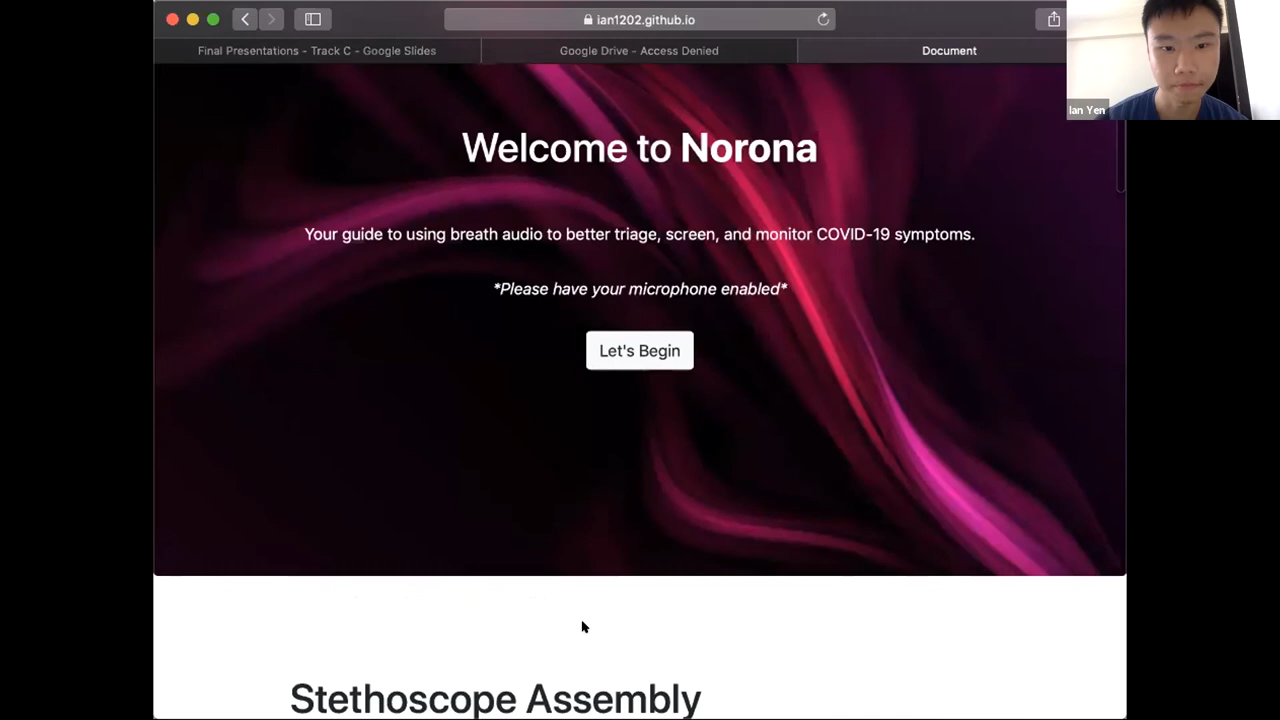 ian1202.github.io
Final Presentations - Track C - Google Slides
Google Drive - Access Denied
Document
Ian Yen
Welcome to Norona
Your guide to using breath audio to better triage, screen, and monitor COVID-19 symptoms.
*Please have your microphone enabled*
Let's Begin
Stethoscope Assembly